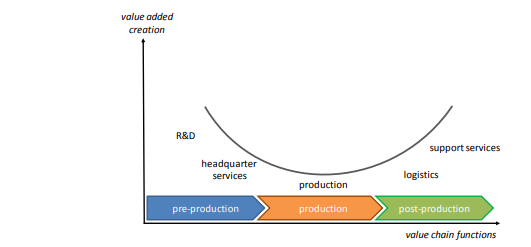 value added
creation
R&D
headquarter
services
production
logistics
support services
pre-production
production
post-production
value chain functions